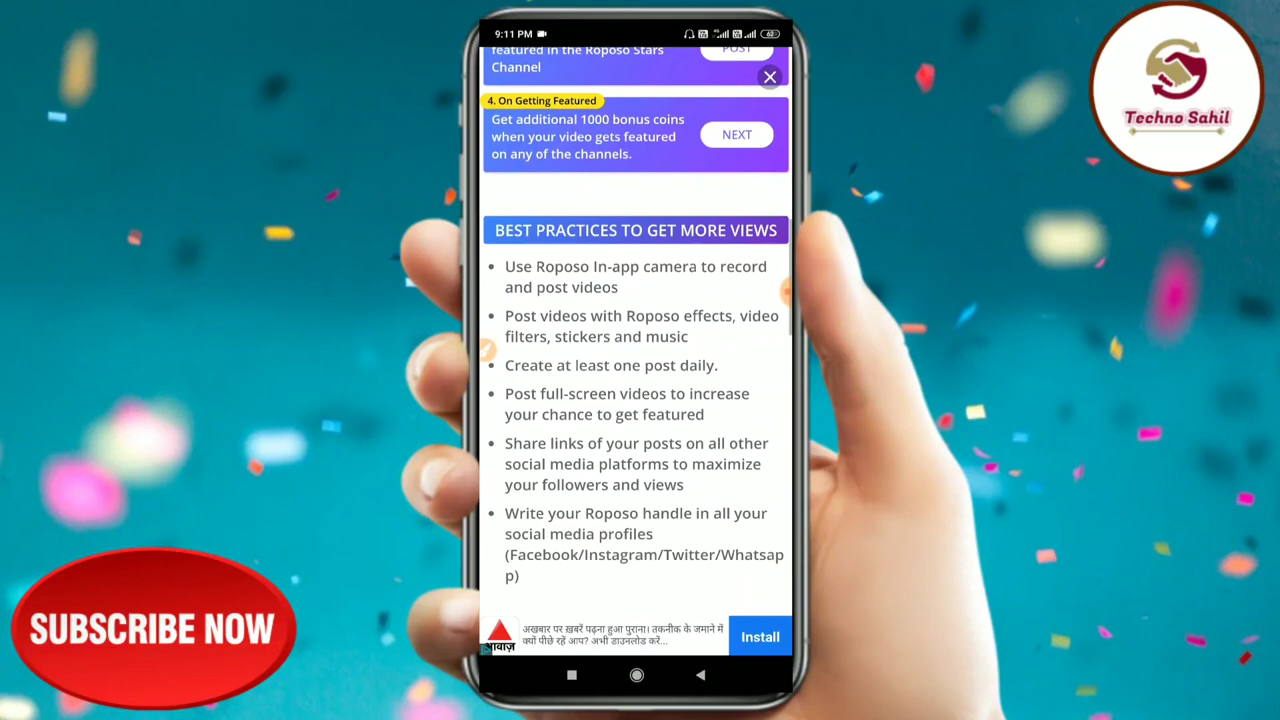 9:11 PM
62
featured in the Roposo Stars
Channel
POST
4. On Getting Featured
Get additional 1000 bonus coins
when your video gets featured
on any of the channels.
NEXT
BEST PRACTICES TO GET MORE VIEWS
Use Roposo In-app camera to record
and post videos
Post videos with Roposo effects, video
filters, stickers and music
Create at least one post daily.
Post full-screen videos to increase
your chance to get featured
Share links of your posts on all other
social media platforms to maximize
your followers and views
Write your Roposo handle in all your
social media profiles
(Facebook/Instagram/Twitter/Whatsap
p)
अखबार पर ख़बरें पढ़ना हुआ पुराना। तकनीक के जमाने में
क्यों पीछे रहें आप? अभी डाउनलोड करें...
Install
Techno Sahil
SUBSCRIBE NOW